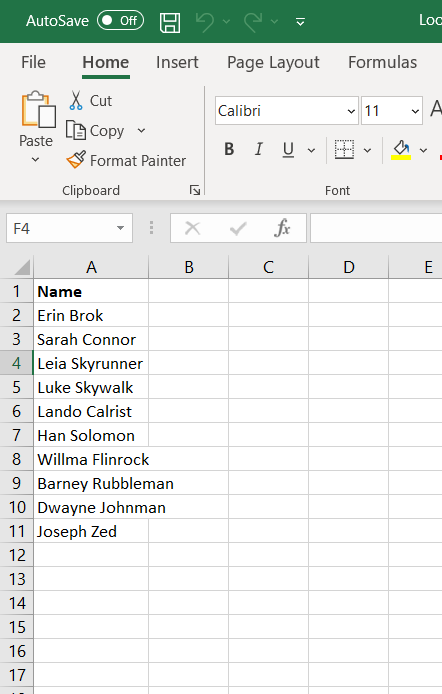 AutoSave Off Loo
File Home Insert Page Layout Formulas
Cut
Copy
Format Painter
Paste
Clipboard
Calibri 11 A
B I U
Font
F4 fx
A B C D E
1 Name
2 Erin Brok
3 Sarah Connor
4 Leia Skyrunner
5 Luke Skywalk
6 Lando Calrist
7 Han Solomon
8 Willma Flinrock
9 Barney Rubbleman
10 Dwayne Johnman
11 Joseph Zed
12
13
14
15
16
17